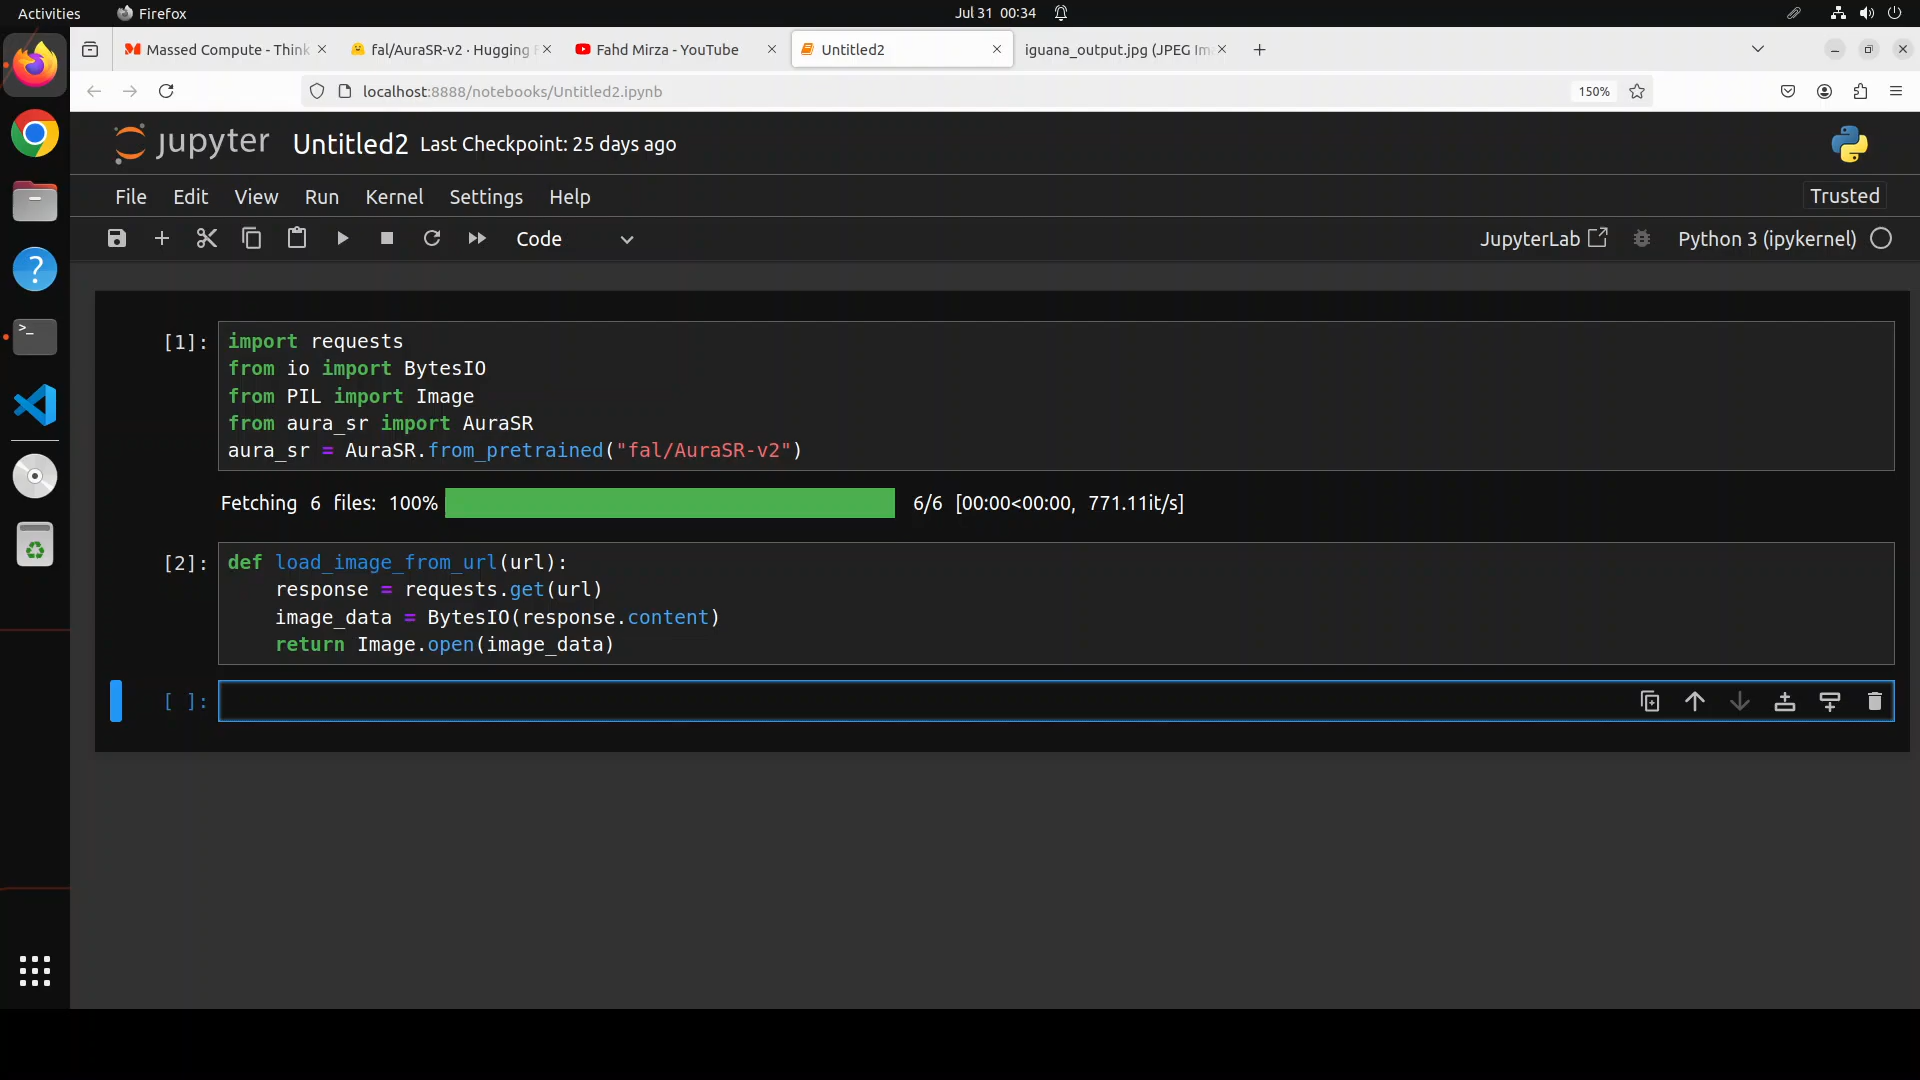 Activities
Firefox
Jul 31 00:34
Massed Compute - Think
fal/AuraSR-v2 · Hugging
Fahd Mirza - YouTube
Untitled2
iguana_output.jpg (JPEG Im
localhost:8888/notebooks/Untitled2.ipynb
150%
jupyter
Untitled2
Last Checkpoint: 25 days ago
File
Edit
View
Run
Kernel
Settings
Help
Trusted
Code
JupyterLab
Python 3 (ipykernel)
[1]:
import requests
from io import BytesIO
from PIL import Image
from aura_sr import AuraSR
aura_sr = AuraSR.from_pretrained("fal/AuraSR-v2")
Fetching 6 files: 100%
6/6 [00:00<00:00, 771.11it/s]
[2]:
def load_image_from_url(url):
    response = requests.get(url)
    image_data = BytesIO(response.content)
    return Image.open(image_data)
[ ]: